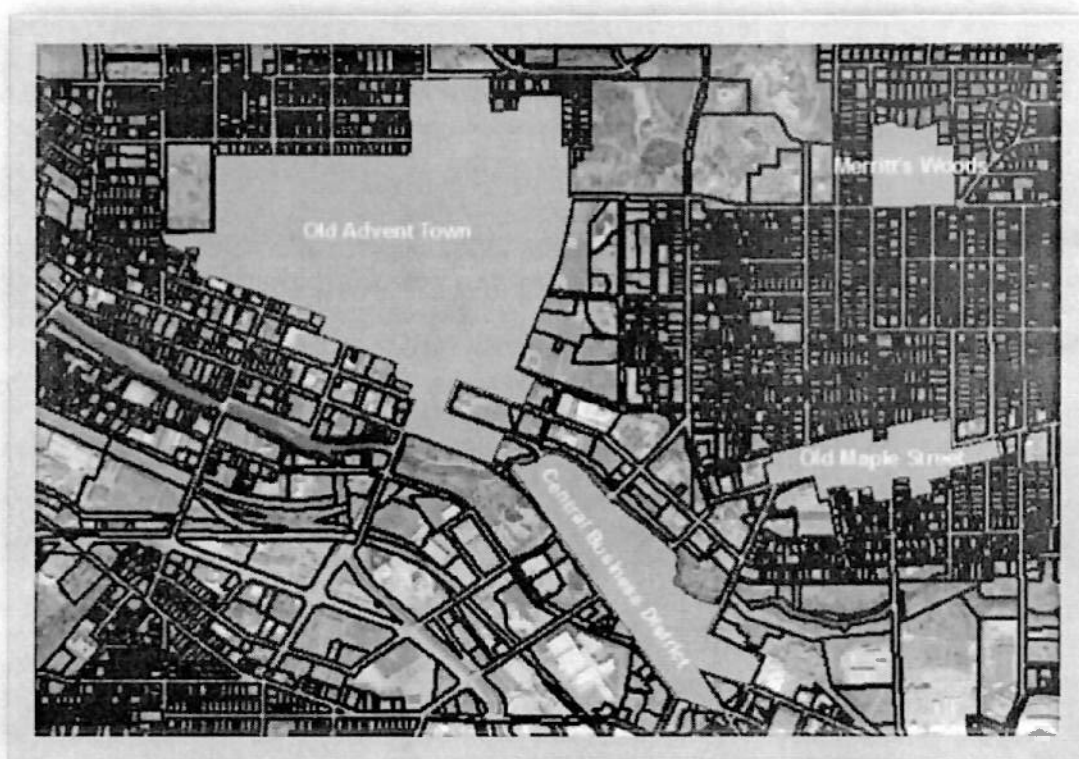 Merritt's Woods
Old Advent Town
Old Maple Street
Central Business District